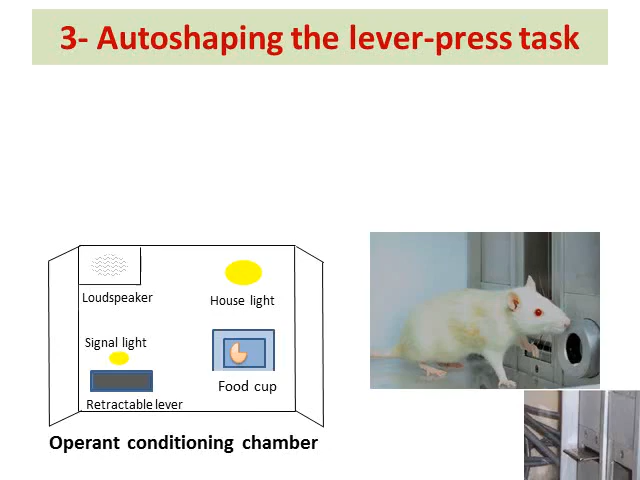 3- Autoshaping the lever-press task
Loudspeaker
House light
Signal light
Food cup
Retractable lever
Operant conditioning chamber